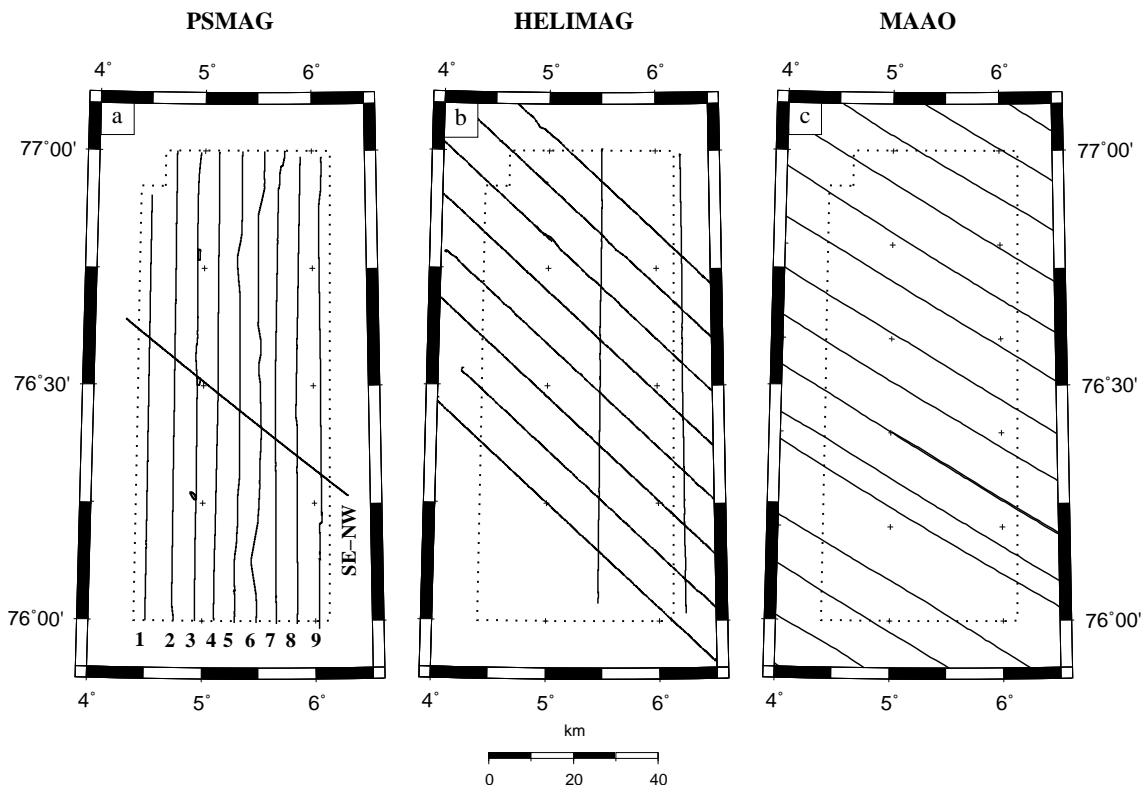 PSMAG HELIMAG MAAO
4˚ 5˚ 6˚ 4˚ 5˚ 6˚ 4˚ 5˚ 6˚
a b c
77˚00' 77˚00'
76˚30' 76˚30'
SE–NW
76˚00' 76˚00'
1 2 3 4 5 6 7 8 9
4˚ 5˚ 6˚ 4˚ 5˚ 6˚ 4˚ 5˚ 6˚
km
0 20 40